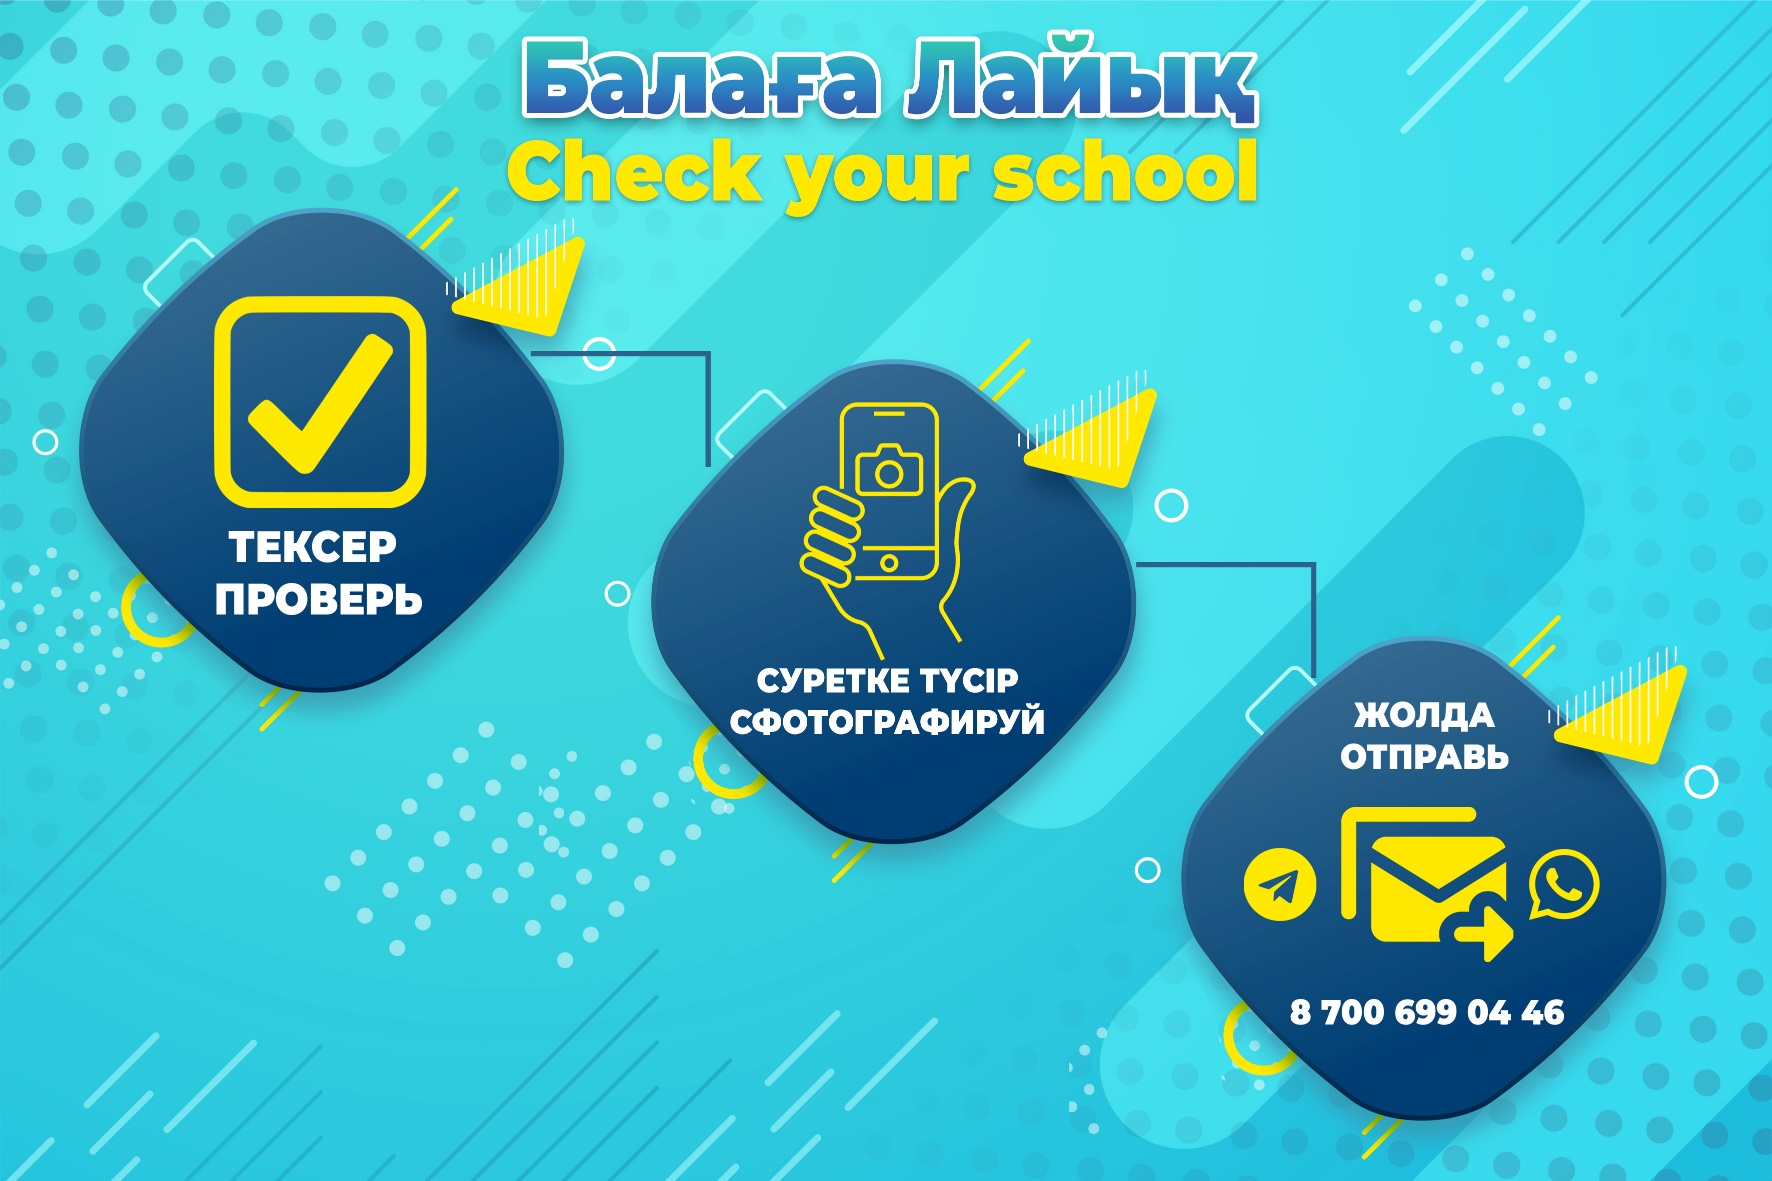 Балаға Лайық
Check your school
ТЕКСЕР
ПРОВЕРЬ
СУРЕТКЕ ТҮСІР
СФОТОГРАФИРУЙ
ЖОЛДА
ОТПРАВЬ
8 700 699 04 46